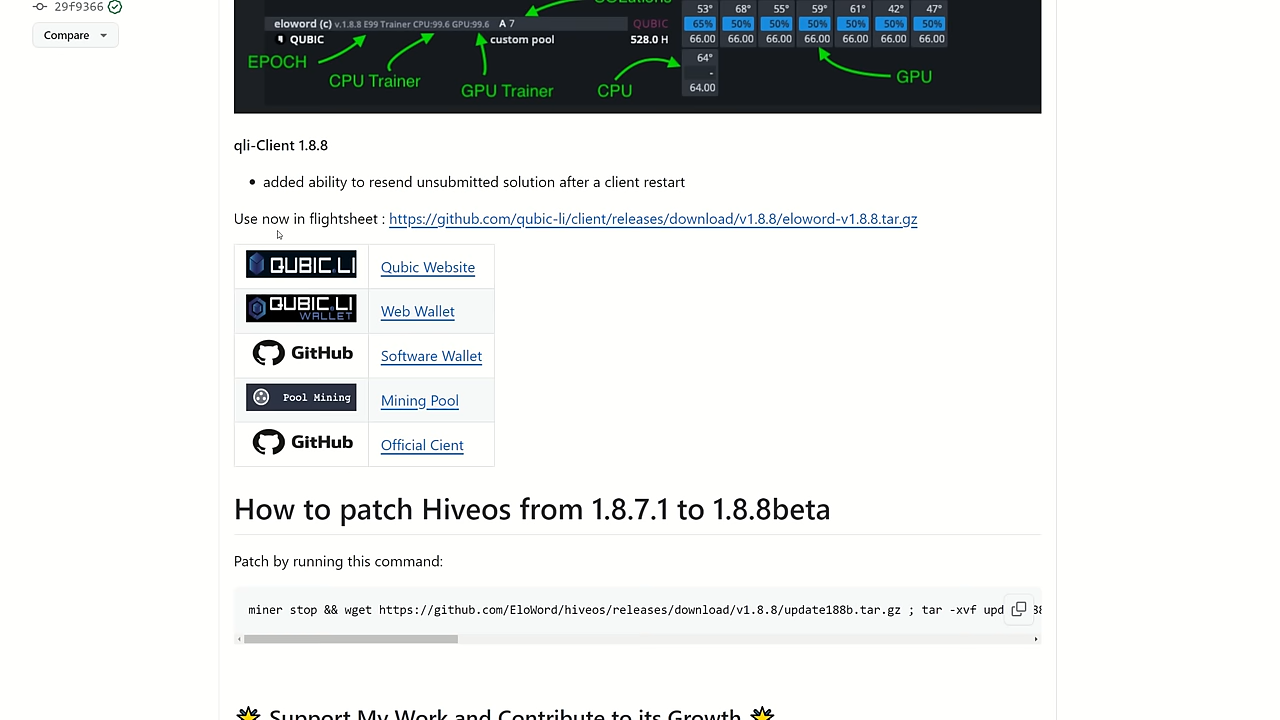 29f9366
Compare
53° 68° 55° 59° 61° 42° 47°
eloword (c) v.1.8.8 E99 Trainer CPU:99.6 GPU:99.6 A 7 QUBIC 65% 50% 50% 50% 50% 50% 50%
QUBIC custom pool 528.0 H 66.00 66.00 66.00 66.00 66.00 66.00 66.00
EPOCH
CPU Trainer
GPU Trainer
CPU
64°
-
64.00
GPU
qli-Client 1.8.8
• added ability to resend unsubmitted solution after a client restart
Use now in flightsheet : https://github.com/qubic-li/client/releases/download/v1.8.8/eloword-v1.8.8.tar.gz
QUBIC.LI Qubic Website
QUBIC.LI WALLET Web Wallet
GitHub Software Wallet
Pool Mining Mining Pool
GitHub Official Cient
How to patch Hiveos from 1.8.7.1 to 1.8.8beta
Patch by running this command:
miner stop && wget https://github.com/EloWord/hiveos/releases/download/v1.8.8/update188b.tar.gz ; tar -xvf upd
Support My Work and Contribute to its Growth